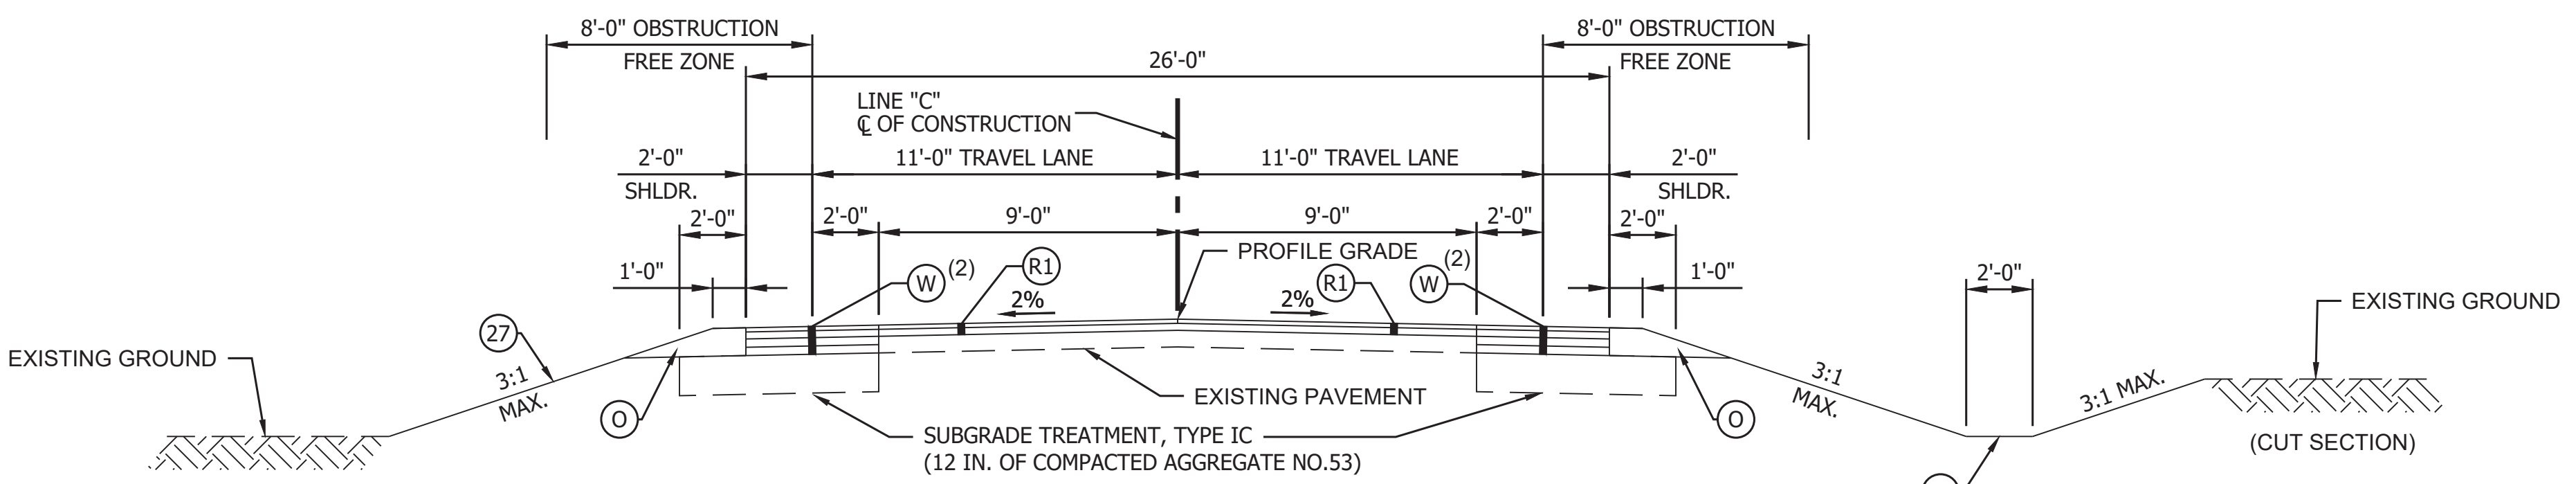 8'-0" OBSTRUCTION
FREE ZONE
8'-0" OBSTRUCTION
FREE ZONE
26'-0"
LINE "C"
℄ OF CONSTRUCTION
2'-0"
SHLDR.
11'-0" TRAVEL LANE
11'-0" TRAVEL LANE
2'-0"
SHLDR.
2'-0"
2'-0"
9'-0"
9'-0"
2'-0"
2'-0"
PROFILE GRADE
1'-0"
W (2)
R1
2%
2%
R1
W (2)
1'-0"
2'-0"
EXISTING GROUND
27
EXISTING GROUND
3:1
MAX.
O
EXISTING PAVEMENT
3:1
MAX.
O
3:1 MAX.
SUBGRADE TREATMENT, TYPE IC
(12 IN. OF COMPACTED AGGREGATE NO.53)
(CUT SECTION)